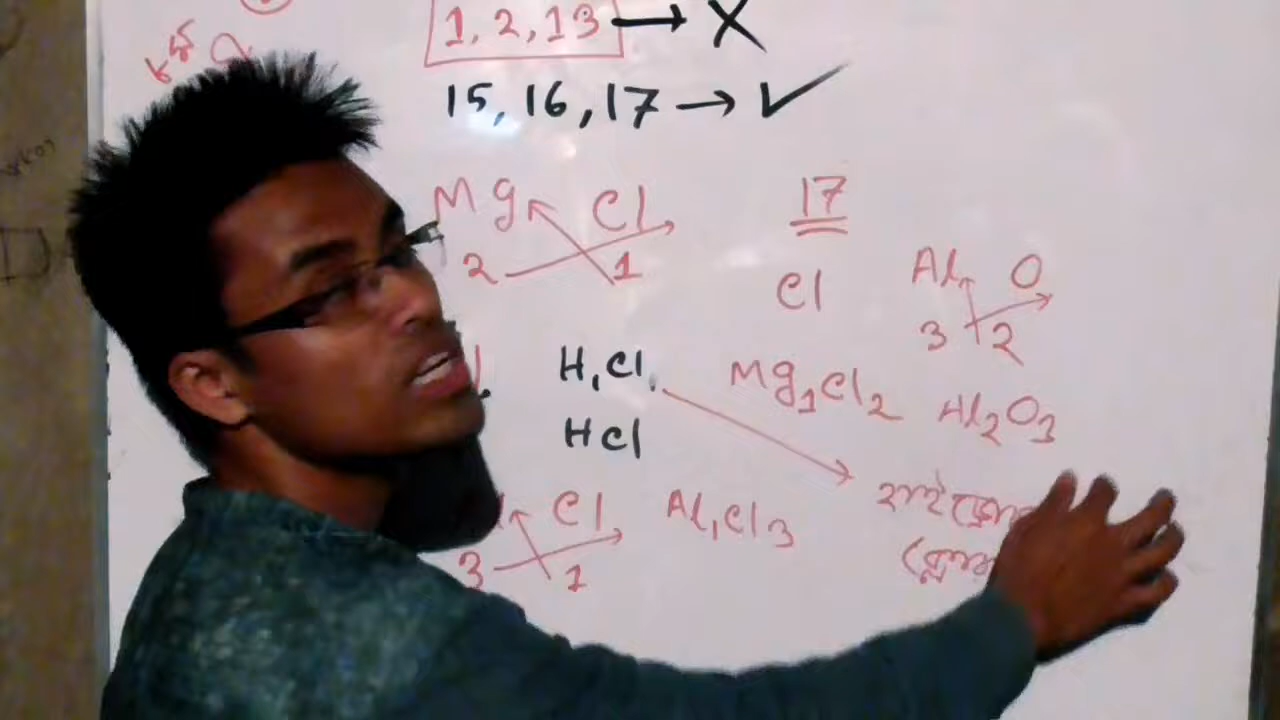 1, 2, 13 → X
15, 16, 17 → ✓
Mg Cl 17
2 1
Al O
Cl
3 2
H₁Cl₁ Mg₁Cl₂ Al₂O₃
HCl
Cl Al₁Cl₃
3 1